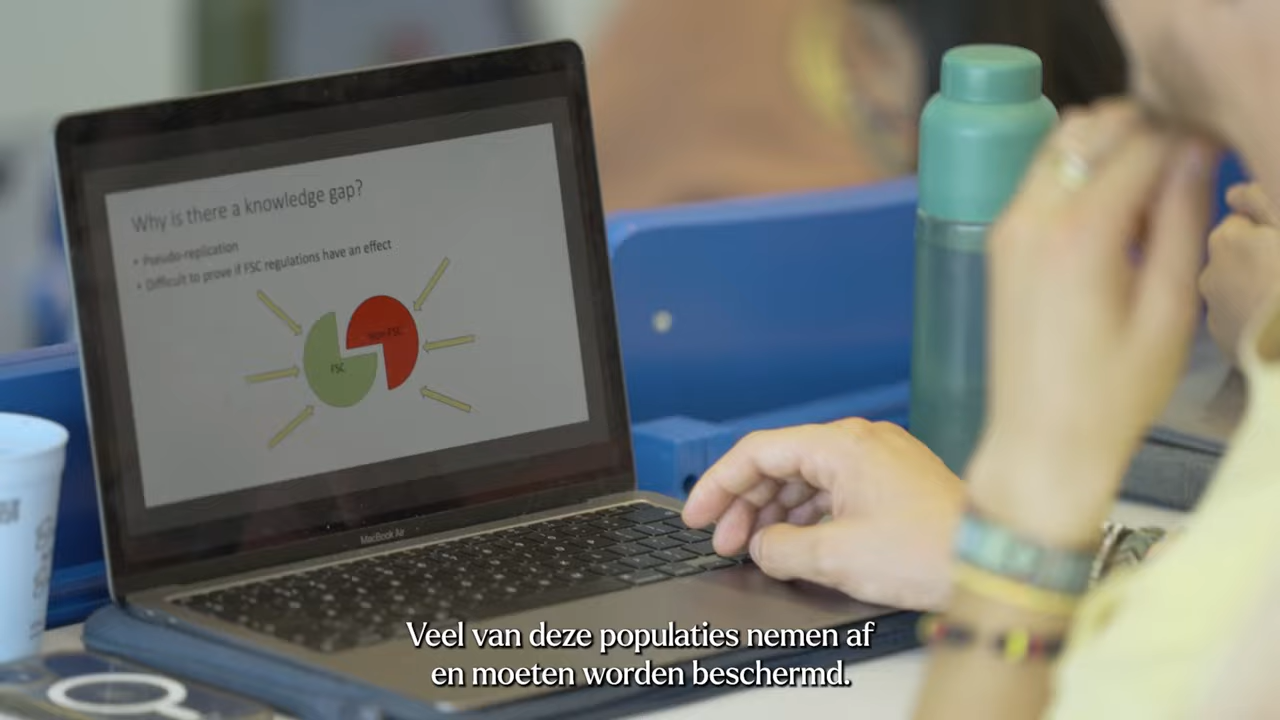 Why is there a knowledge gap?
• Pseudo-replication
• Difficult to prove if FSC regulations have an effect
Non-FSC
FSC
MacBook Air
Veel van deze populaties nemen af
en moeten worden beschermd.